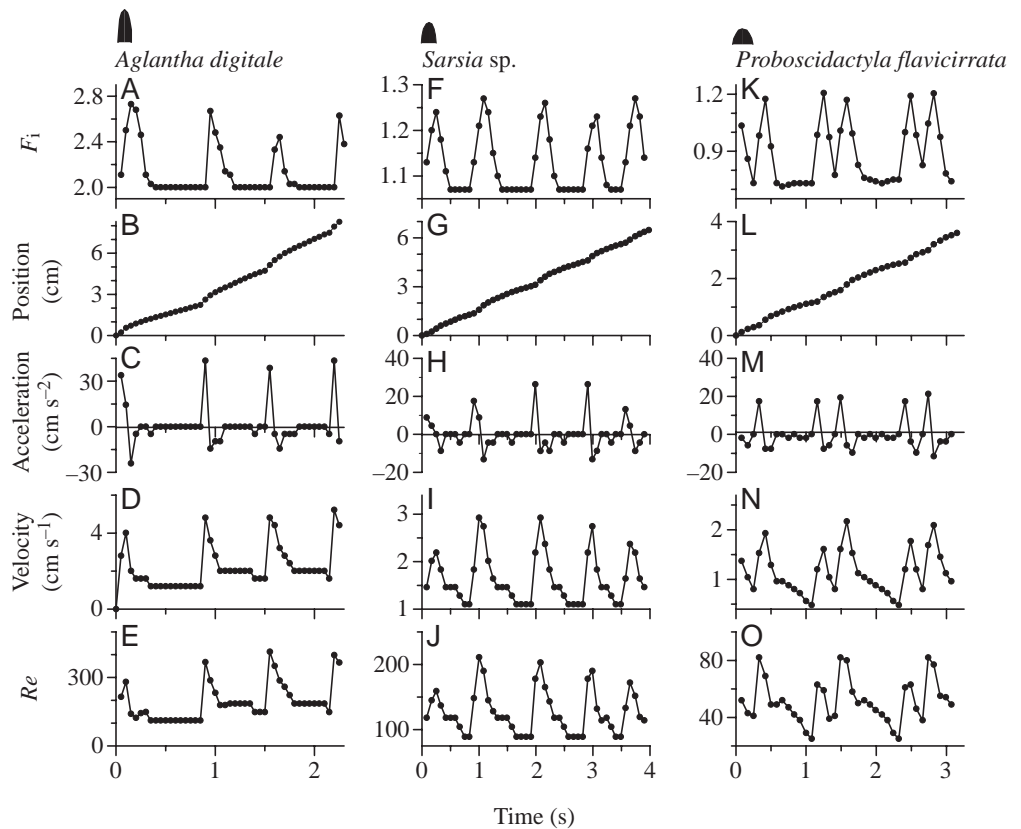 Aglantha digitale Sarsia sp. Proboscidactyla flavicirrata
A F K
Fi
2.8 2.4 2.0
1.3 1.2 1.1
1.2 0.9
B G L
Position (cm)
6 3 0
6 4 2 0
4 2 0
C H M
Acceleration (cm s–2)
30 0 –30
40 20 0 –20
40 20 0 –20
D I N
Velocity (cm s–1)
4 0
3 2 1
2 1
E J O
Re
300 0
200 100
80 40
0 1 2
0 1 2 3 4
0 1 2 3
Time (s)